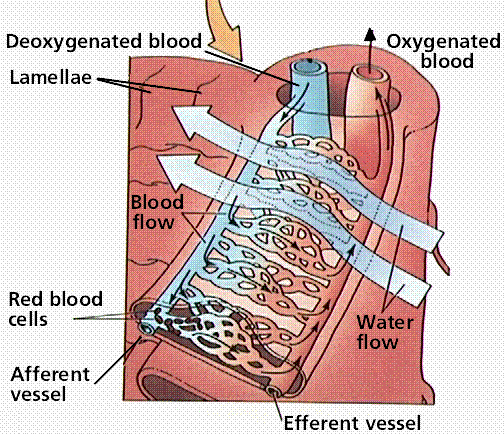 Deoxygenated blood
Oxygenated
blood
Lamellae
Blood
flow
Red blood
cells
Water
flow
Afferent
vessel
Efferent vessel